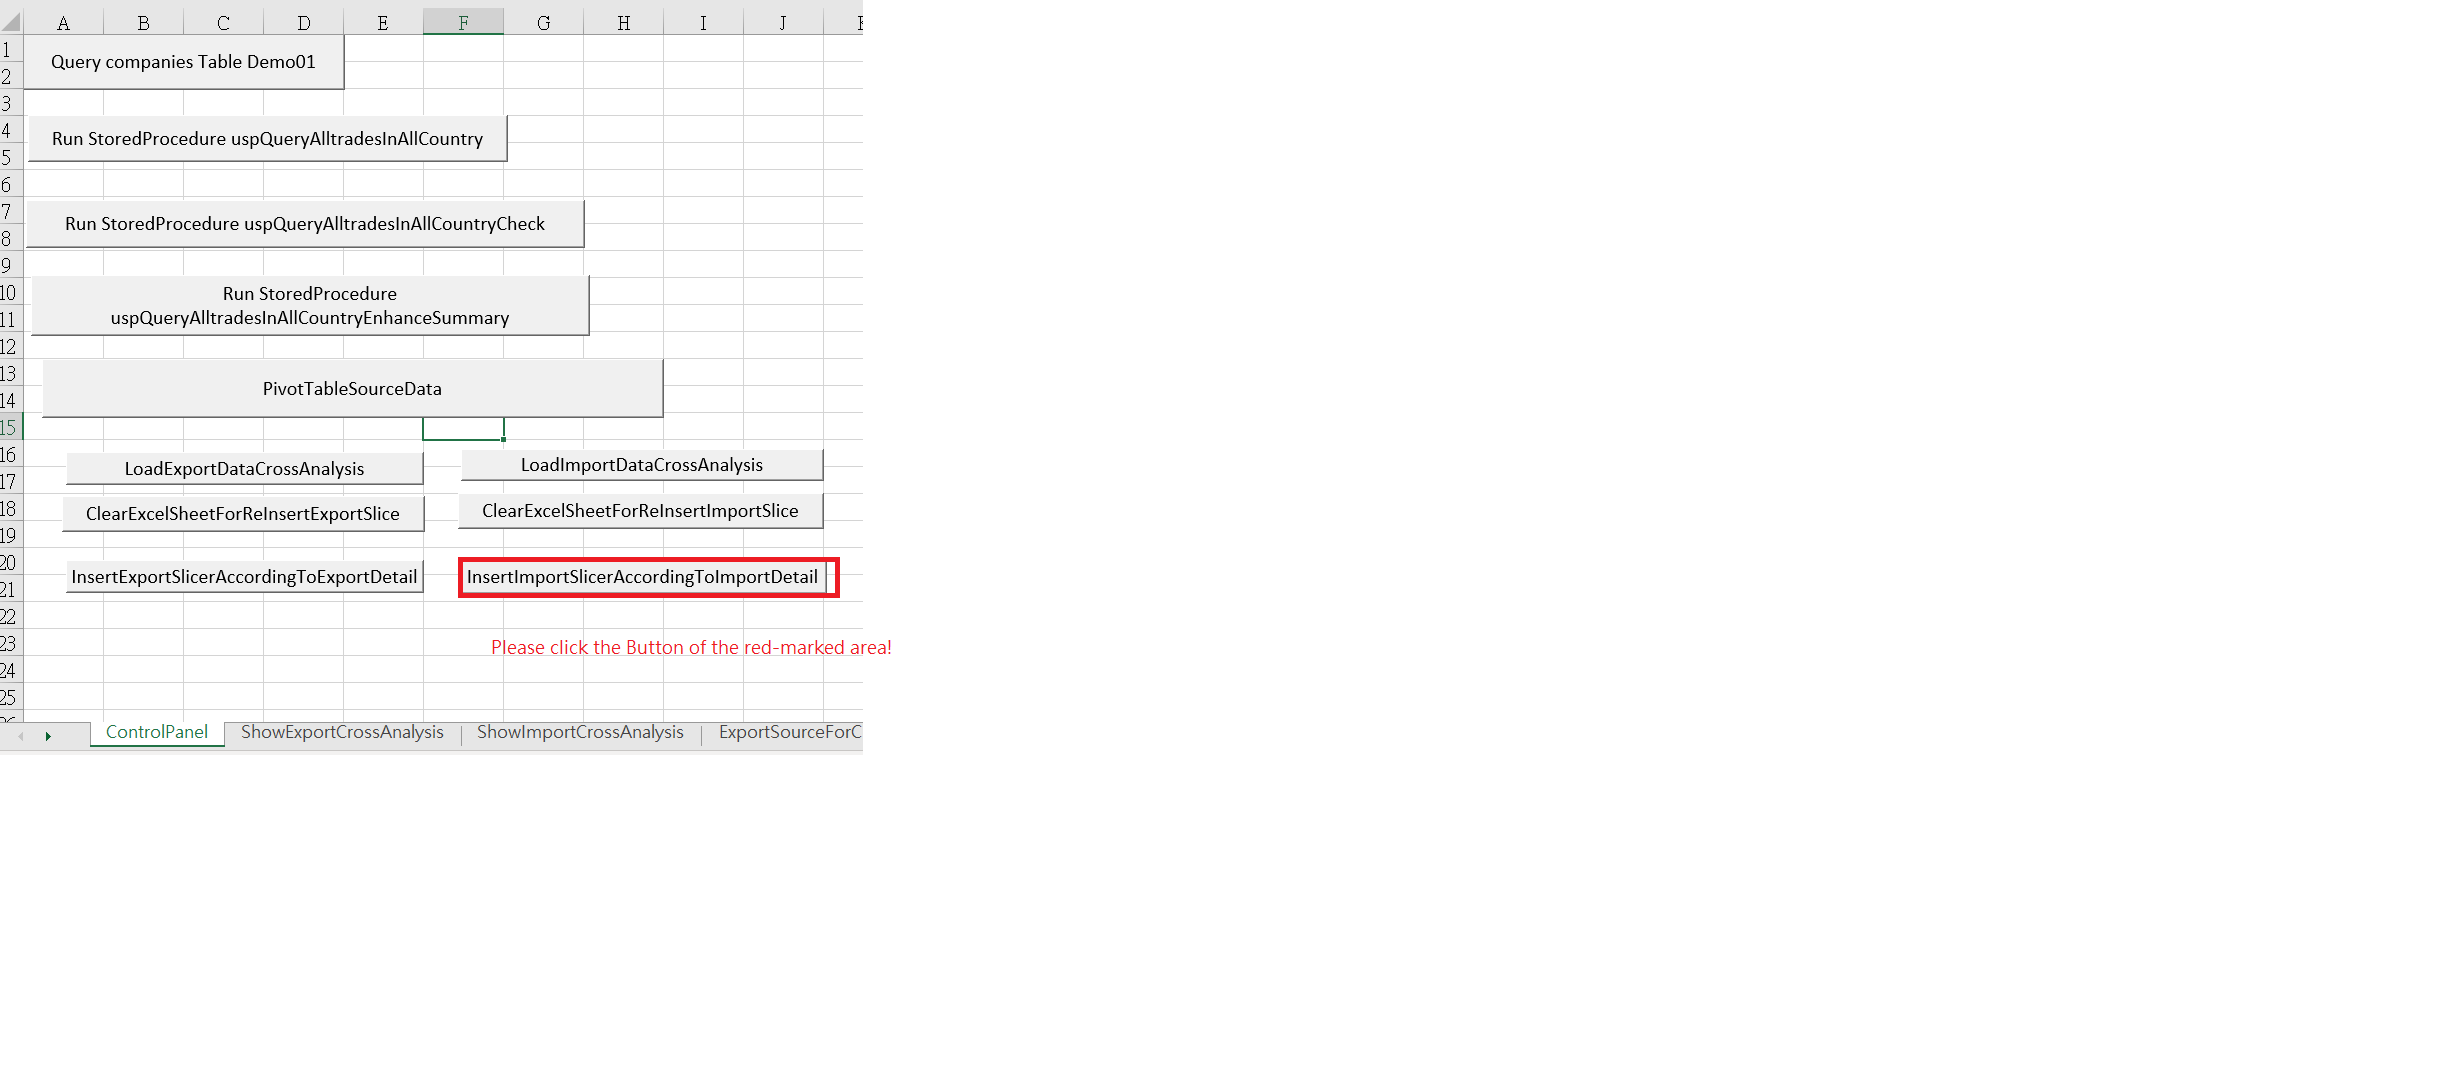 A B C D E F G H I J
1
Query companies Table Demo01
2
3
4
Run StoredProcedure uspQueryAlltradesInAllCountry
5
6
7
Run StoredProcedure uspQueryAlltradesInAllCountryCheck
8
9
10
Run StoredProcedure
uspQueryAlltradesInAllCountryEnhanceSummary
11
12
13
PivotTableSourceData
14
15
16
LoadExportDataCrossAnalysis LoadImportDataCrossAnalysis
17
18
ClearExcelSheetForReInsertExportSlice ClearExcelSheetForReInsertImportSlice
19
20
InsertExportSlicerAccordingToExportDetail InsertImportSlicerAccordingToImportDetail
21
22
23
Please click the Button of the red-marked area!
24
25
ControlPanel ShowExportCrossAnalysis ShowImportCrossAnalysis ExportSourceForC